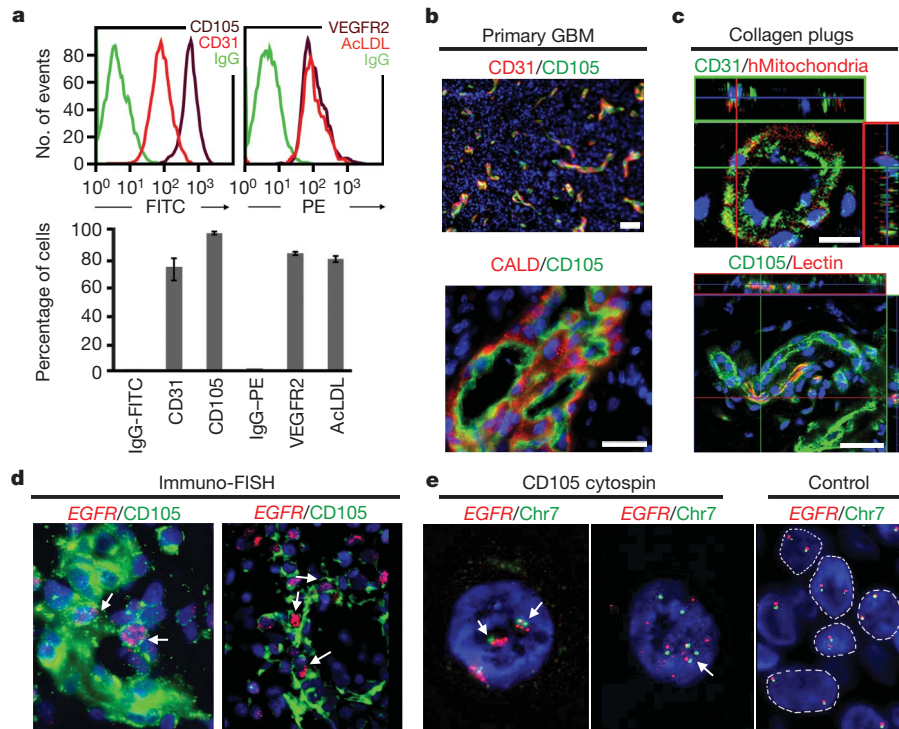 a
CD105
CD31
IgG
VEGFR2
AcLDL
IgG
No. of events
80
60
40
20
0
10⁰ 10¹ 10² 10³
10⁰ 10¹ 10² 10³
FITC
PE
Percentage of cells
100
80
60
40
20
0
IgG-FITC
CD31
CD105
IgG-PE
VEGFR2
AcLDL
b
Primary GBM
CD31/CD105
CALD/CD105
c
Collagen plugs
CD31/hMitochondria
CD105/Lectin
d
Immuno-FISH
EGFR/CD105
EGFR/CD105
e
CD105 cytospin
Control
EGFR/Chr7
EGFR/Chr7
EGFR/Chr7